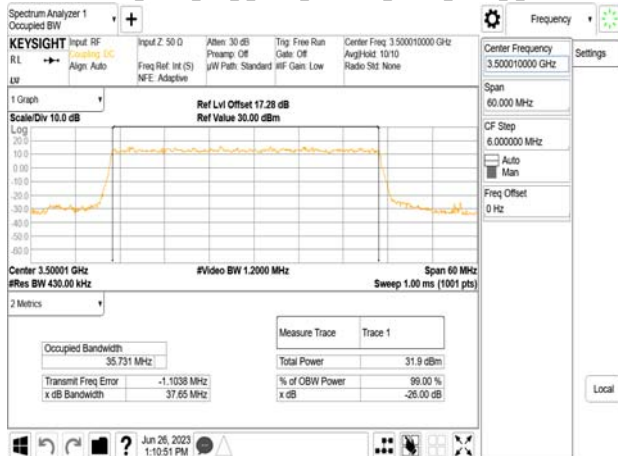 Spectrum Analyzer 1
Occupied BW
Frequency
KEYSIGHT
Input: RF
Coupling: DC
Align: Auto
RL
Input Z: 50 Ω
Freq Ref: Int (S)
NFE: Adaptive
Atten: 30 dB
Preamp: Off
µW Path: Standard
Trig: Free Run
Gate: Off
#IF Gain: Low
Center Freq: 3.500010000 GHz
Avg|Hold: 10/10
Radio Std: None
Center Frequency
3.500010000 GHz
Settings
Span
60.000 MHz
CF Step
6.000000 MHz
Auto
Man
Freq Offset
0 Hz
Local
1 Graph
Scale/Div 10.0 dB
Ref Lvl Offset 17.28 dB
Ref Value 30.00 dBm
Log
20.0
10.0
0.00
-10.0
-20.0
-30.0
-40.0
-50.0
-60.0
Center 3.50001 GHz
#Video BW 1.2000 MHz
Span 60 MHz
#Res BW 430.00 kHz
Sweep 1.00 ms (1001 pts)
2 Metrics
Measure Trace Trace 1
Occupied Bandwidth
35.731 MHz
Total Power 31.9 dBm
Transmit Freq Error -1.1038 MHz
% of OBW Power 99.00 %
x dB Bandwidth 37.65 MHz
x dB -26.00 dB
Jun 26, 2023
1:10:51 PM